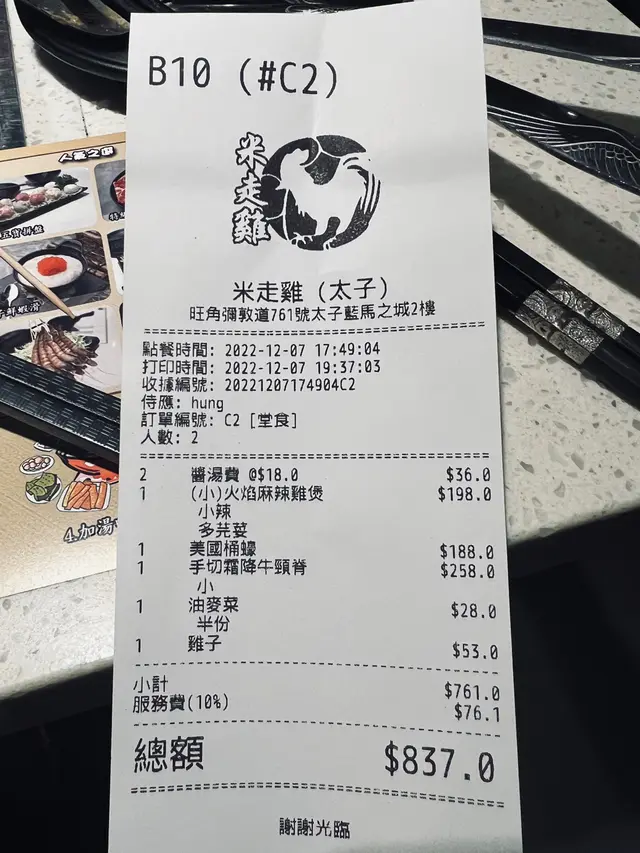 B10 (#C2)
米走雞
米走雞 (太子)
旺角彌敦道761號太子藍馬之城2樓
點餐時間: 2022-12-07 17:49:04
打印時間: 2022-12-07 19:37:03
收據編號: 20221207174904C2
侍應: hung
訂單編號: C2 [堂食]
人數: 2
2 醬湯費 @$18.0 $36.0
1 (小)火焰麻辣雞煲 $198.0
小辣
多芫荽
1 美國桶蠔 $188.0
1 手切霜降牛頸脊 $258.0
小
1 油麥菜 $28.0
半份
1 雞子 $53.0
小計 $761.0
服務費(10%) $76.1
總額 $837.0
謝謝光臨
4.加湯